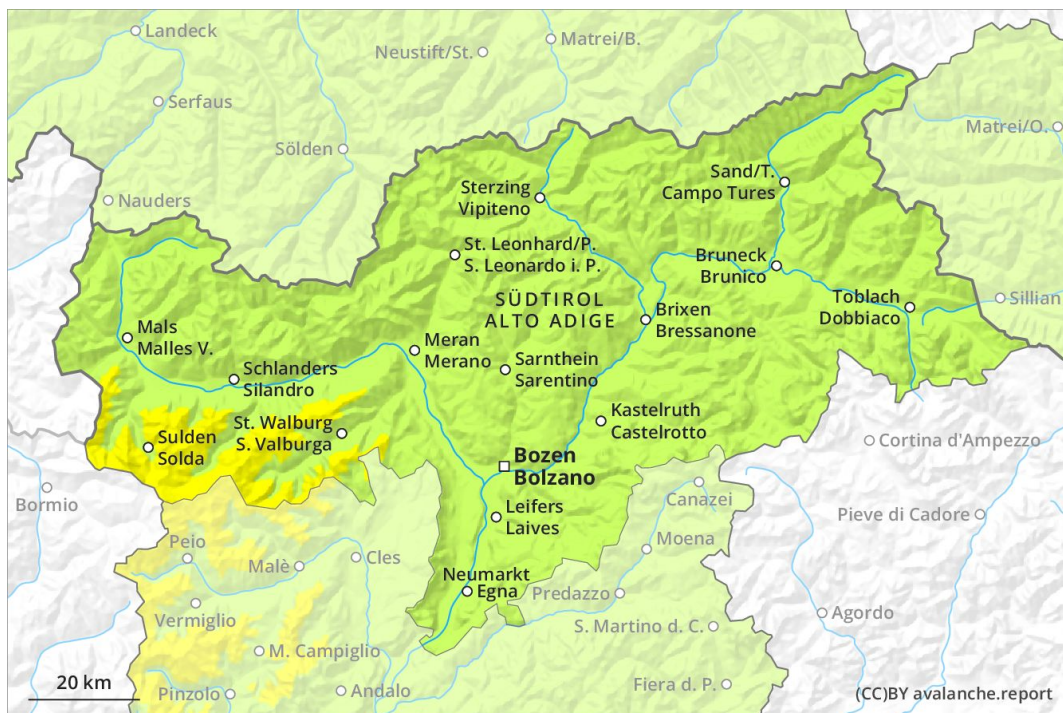 Landeck
Neustift/St.
Matrei/B.
Serfaus
Sölden
Matrei/O.
Nauders
Sterzing
Vipiteno
Sand/T.
Campo Tures
St. Leonhard/P.
S. Leonardo i. P.
Bruneck
Brunico
SÜDTIROL
ALTO ADIGE
Toblach
Dobbiaco
Sillian
Brixen
Bressanone
Mals
Malles V.
Meran
Merano
Schlanders
Silandro
Sarnthein
Sarentino
Kastelruth
Castelrotto
St. Walburg
S. Valburga
Sulden
Solda
Cortina d'Ampezzo
Bozen
Bolzano
Bormio
Canazei
Leifers
Laives
Pieve di Cadore
Moena
Peio
Malè
Cles
Neumarkt
Egna
Predazzo
Vermiglio
Agordo
S. Martino d. C.
M. Campiglio
20 km
Pinzolo
Andalo
Fiera d. P.
(CC)BY avalanche.report